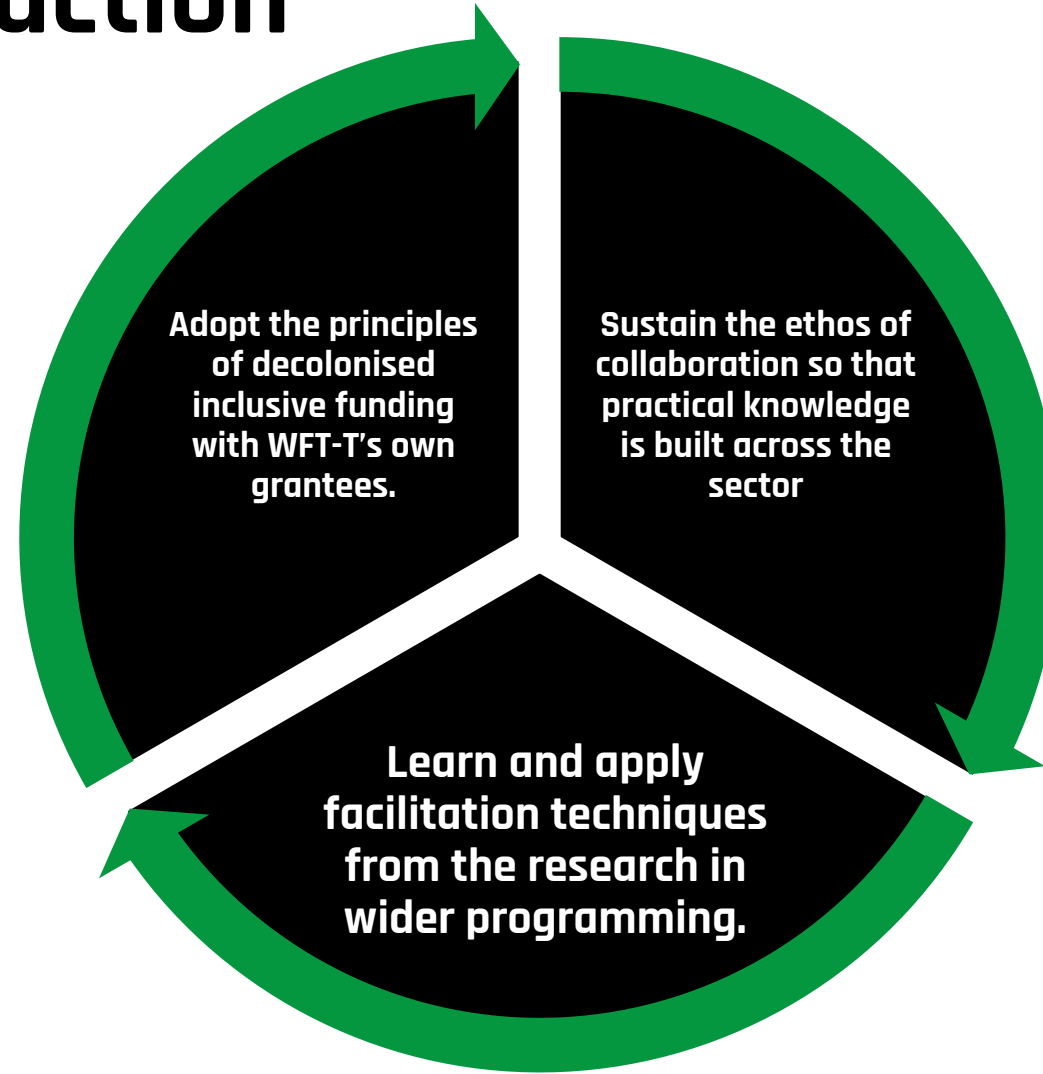 Adopt the principles
of decolonised
inclusive funding
with WFT-T's own
grantees.
Sustain the ethos of
collaboration so that
practical knowledge
is built across the
sector
Learn and apply
facilitation techniques
from the research in
wider programming.